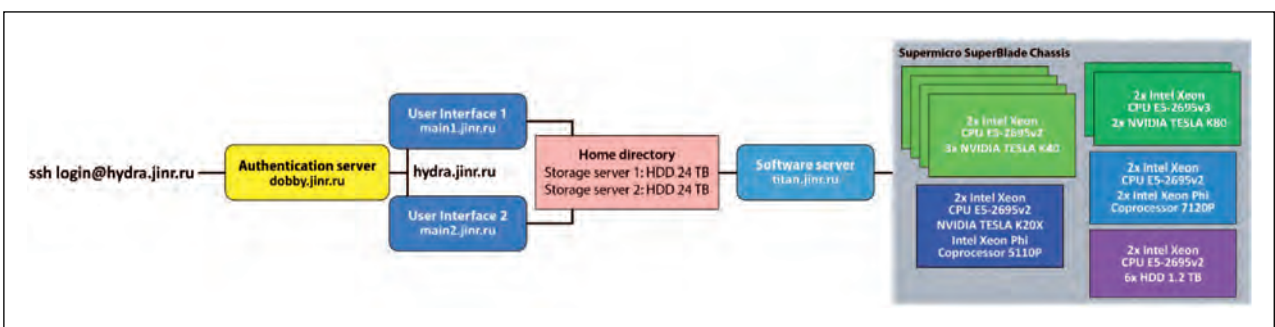 Supermicro SuperBlade Chassis
ssh login@hydra.jinr.ru
Authentication server
dobby.jinr.ru
User Interface 1
main1.jinr.ru
hydra.jinr.ru
User Interface 2
main2.jinr.ru
Home directory
Storage server 1: HDD 24 TB
Storage server 2: HDD 24 TB
Software server
titan.jinr.ru
2x Intel Xeon
CPU E5-2695v2
3x NVIDIA TESLA K40
2x Intel Xeon
CPU E5-2695v3
2x NVIDIA TESLA K80
2x Intel Xeon
CPU E5-2695v2
NVIDIA TESLA K20X
Intel Xeon Phi
Coprocessor 5110P
2x Intel Xeon
CPU E5-2695v2
2x Intel Xeon Phi
Coprocessor 7120P
2x Intel Xeon
CPU E5-2695v2
6x HDD 1.2 TB